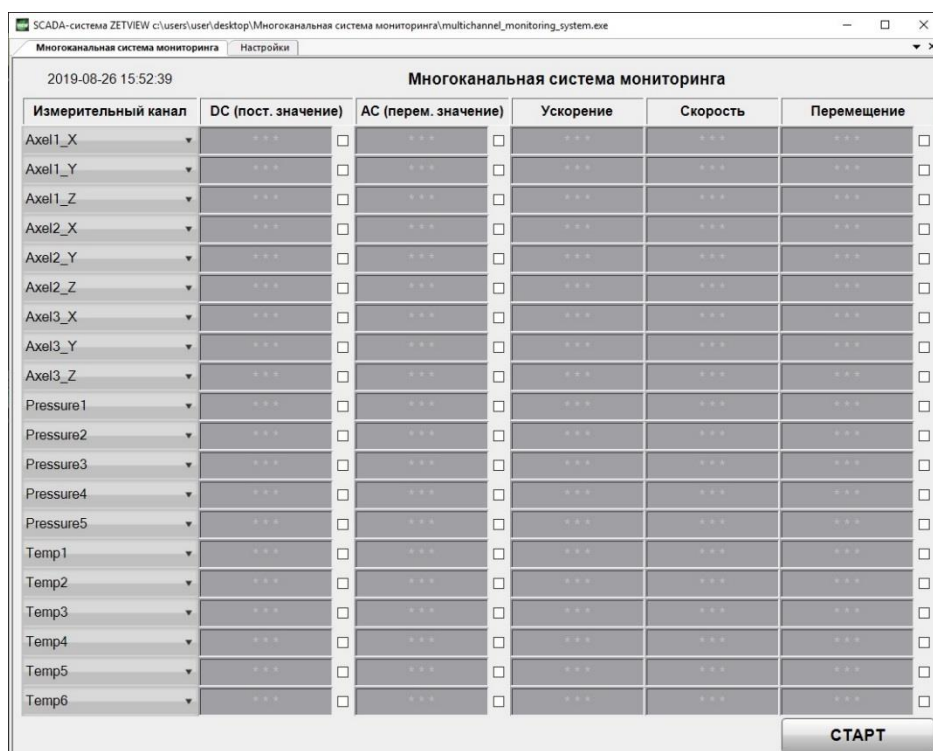 SCADA-система ZETVIEW c:\users\user\desktop\Многоканальная система мониторинга\multichannel_monitoring_system.exe
Многоканальная система мониторинга Настройки
2019-08-26 15:52:39 Многоканальная система мониторинга
Измерительный канал DC (пост. значение) AC (перем. значение) Ускорение Скорость Перемещение
Axel1_X * * * * * * * * * * * * * * *
Axel1_Y * * * * * * * * * * * * * * *
Axel1_Z * * * * * * * * * * * * * * *
Axel2_X * * * * * * * * * * * * * * *
Axel2_Y * * * * * * * * * * * * * * *
Axel2_Z * * * * * * * * * * * * * * *
Axel3_X * * * * * * * * * * * * * * *
Axel3_Y * * * * * * * * * * * * * * *
Axel3_Z * * * * * * * * * * * * * * *
Pressure1 * * * * * * * * * * * * * * *
Pressure2 * * * * * * * * * * * * * * *
Pressure3 * * * * * * * * * * * * * * *
Pressure4 * * * * * * * * * * * * * * *
Pressure5 * * * * * * * * * * * * * * *
Temp1 * * * * * * * * * * * * * * *
Temp2 * * * * * * * * * * * * * * *
Temp3 * * * * * * * * * * * * * * *
Temp4 * * * * * * * * * * * * * * *
Temp5 * * * * * * * * * * * * * * *
Temp6 * * * * * * * * * * * * * * *
СТАРТ